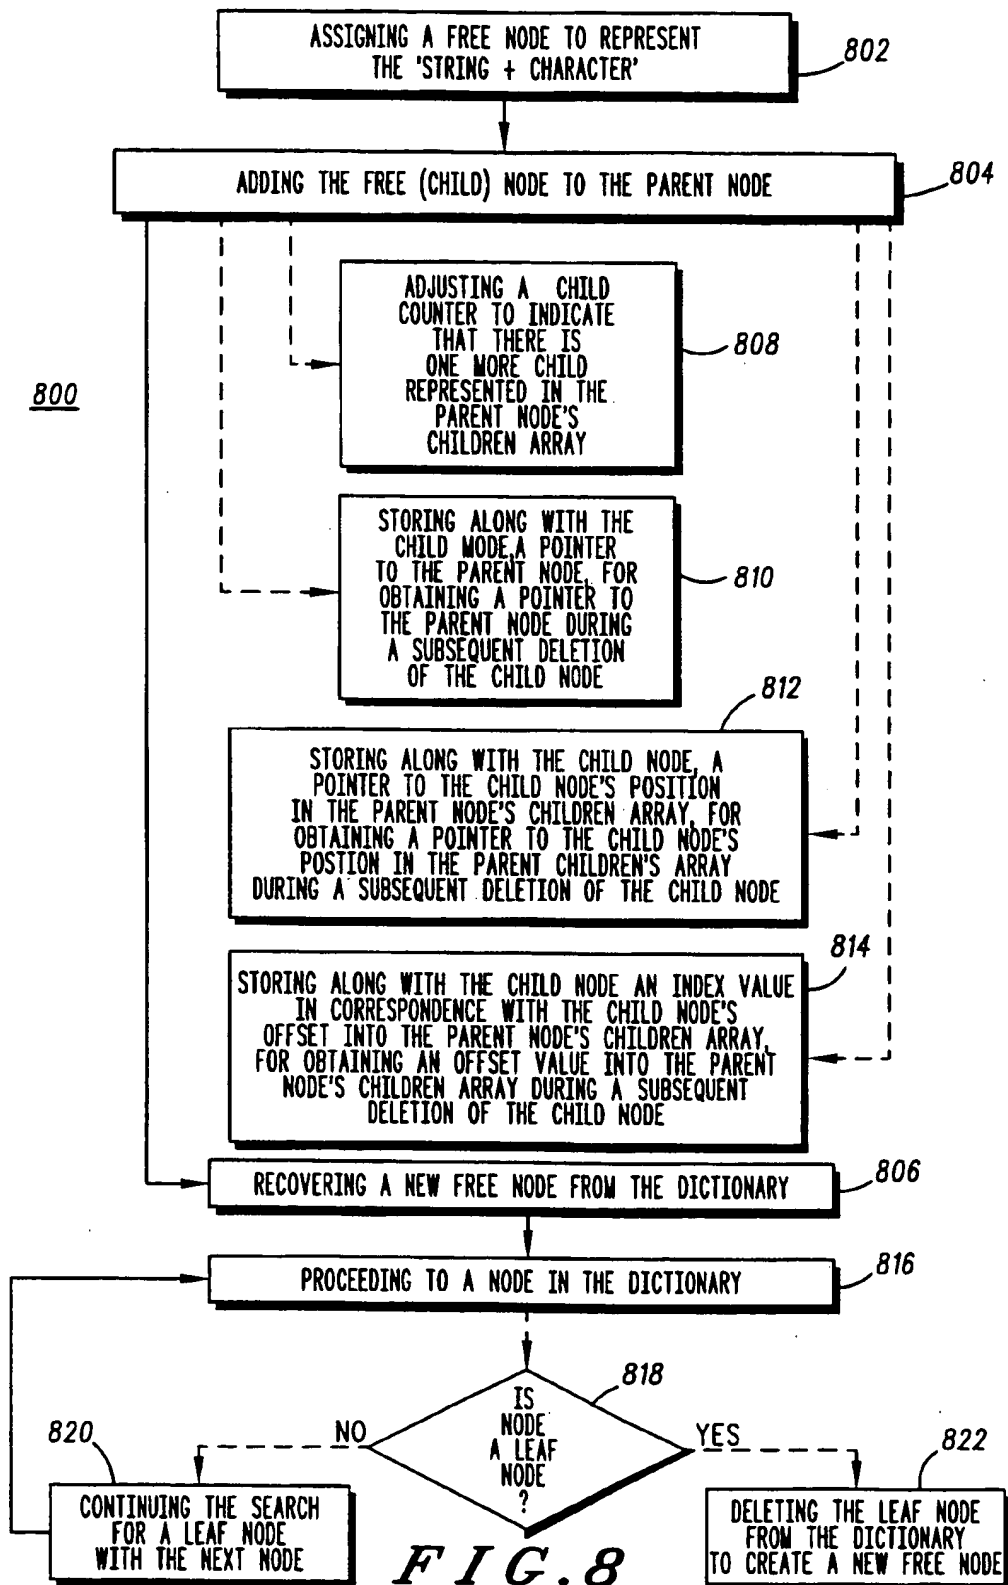 ASSIGNING A FREE NODE TO REPRESENT
THE 'STRING + CHARACTER'
802
ADDING THE FREE (CHILD) NODE TO THE PARENT NODE
804
ADJUSTING A CHILD
COUNTER TO INDICATE
THAT THERE IS
ONE MORE CHILD
REPRESENTED IN THE
PARENT NODE'S
CHILDREN ARRAY
808
800
STORING ALONG WITH THE
CHILD MODE,A POINTER
TO THE PARENT NODE, FOR
OBTAINING A POINTER TO
THE PARENT NODE DURING
A SUBSEQUENT DELETION
OF THE CHILD NODE
810
812
STORING ALONG WITH THE CHILD NODE, A
POINTER TO THE CHILD NODE'S POSITION
IN THE PARENT NODE'S CHILDREN ARRAY, FOR
OBTAINING A POINTER TO THE CHILD NODE'S
POSTION IN THE PARENT CHILDREN'S ARRAY
DURING A SUBSEQUENT DELETION OF THE CHILD NODE
814
STORING ALONG WITH THE CHILD NODE AN INDEX VALUE
IN CORRESPONDENCE WITH THE CHILD NODE'S
OFFSET INTO THE PARENT NODE'S CHILDREN ARRAY,
FOR OBTAINING AN OFFSET VALUE INTO THE PARENT
NODE'S CHILDREN ARRAY DURING A SUBSEQUENT
DELETION OF THE CHILD NODE
RECOVERING A NEW FREE NODE FROM THE DICTIONARY
806
PROCEEDING TO A NODE IN THE DICTIONARY
816
IS
NODE
A LEAF
NODE
?
818
NO
YES
820
CONTINUING THE SEARCH
FOR A LEAF NODE
WITH THE NEXT NODE
822
DELETING THE LEAF NODE
FROM THE DICTIONARY
TO CREATE A NEW FREE NODE
FIG.8